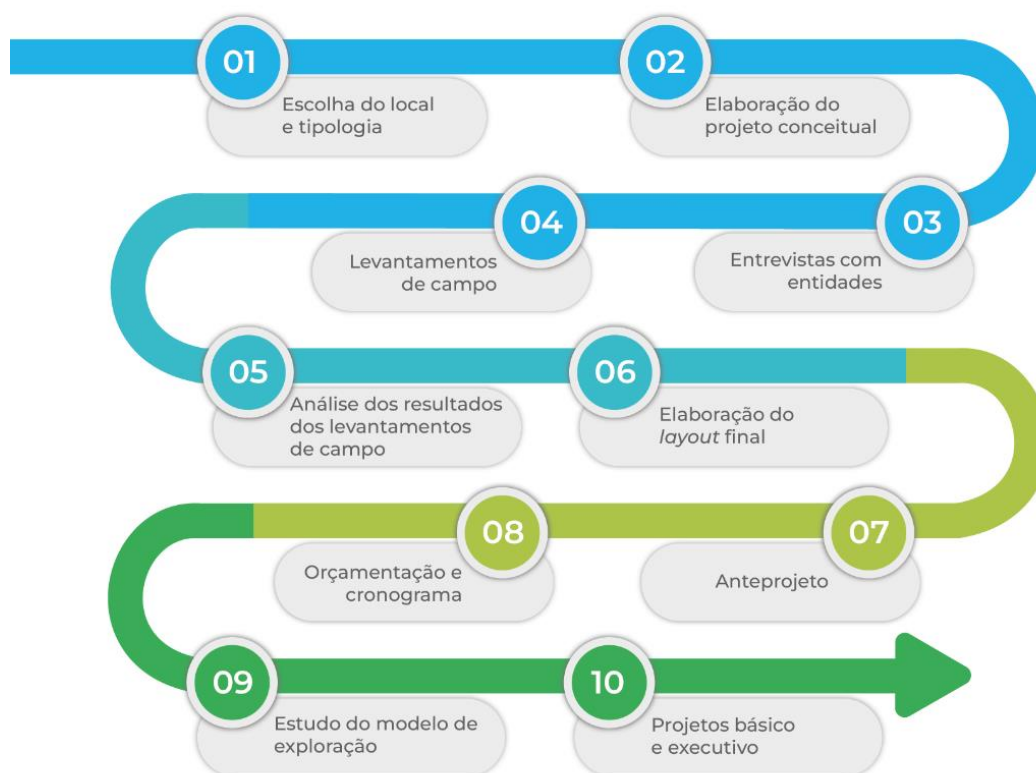 01
Escolha do local
e tipologia
02
Elaboração do
projeto conceitual
03
Entrevistas com
entidades
04
Levantamentos
de campo
05
Análise dos resultados
dos levantamentos
de campo
06
Elaboração do
layout final
07
Anteprojeto
08
Orçamentação e
cronograma
09
Estudo do modelo de
exploração
10
Projetos básico
e executivo